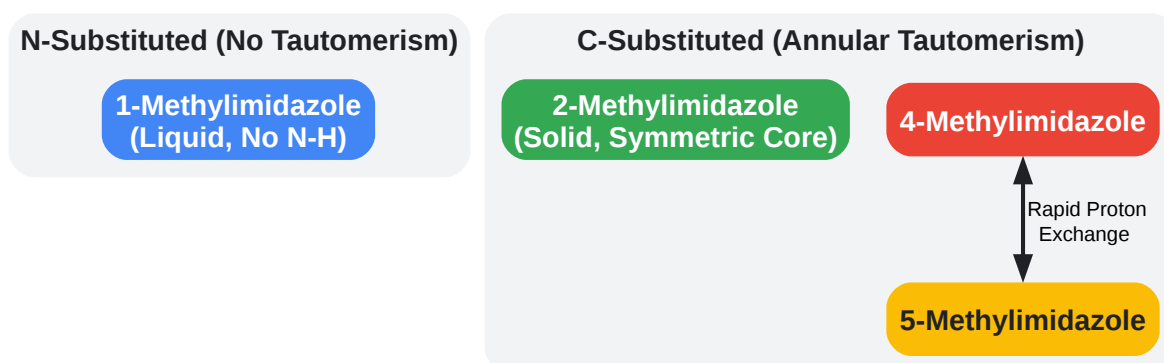 N-Substituted (No Tautomerism)
1-Methylimidazole
(Liquid, No N-H)
C-Substituted (Annular Tautomerism)
2-Methylimidazole
(Solid, Symmetric Core)
4-Methylimidazole
Rapid Proton
Exchange
5-Methylimidazole